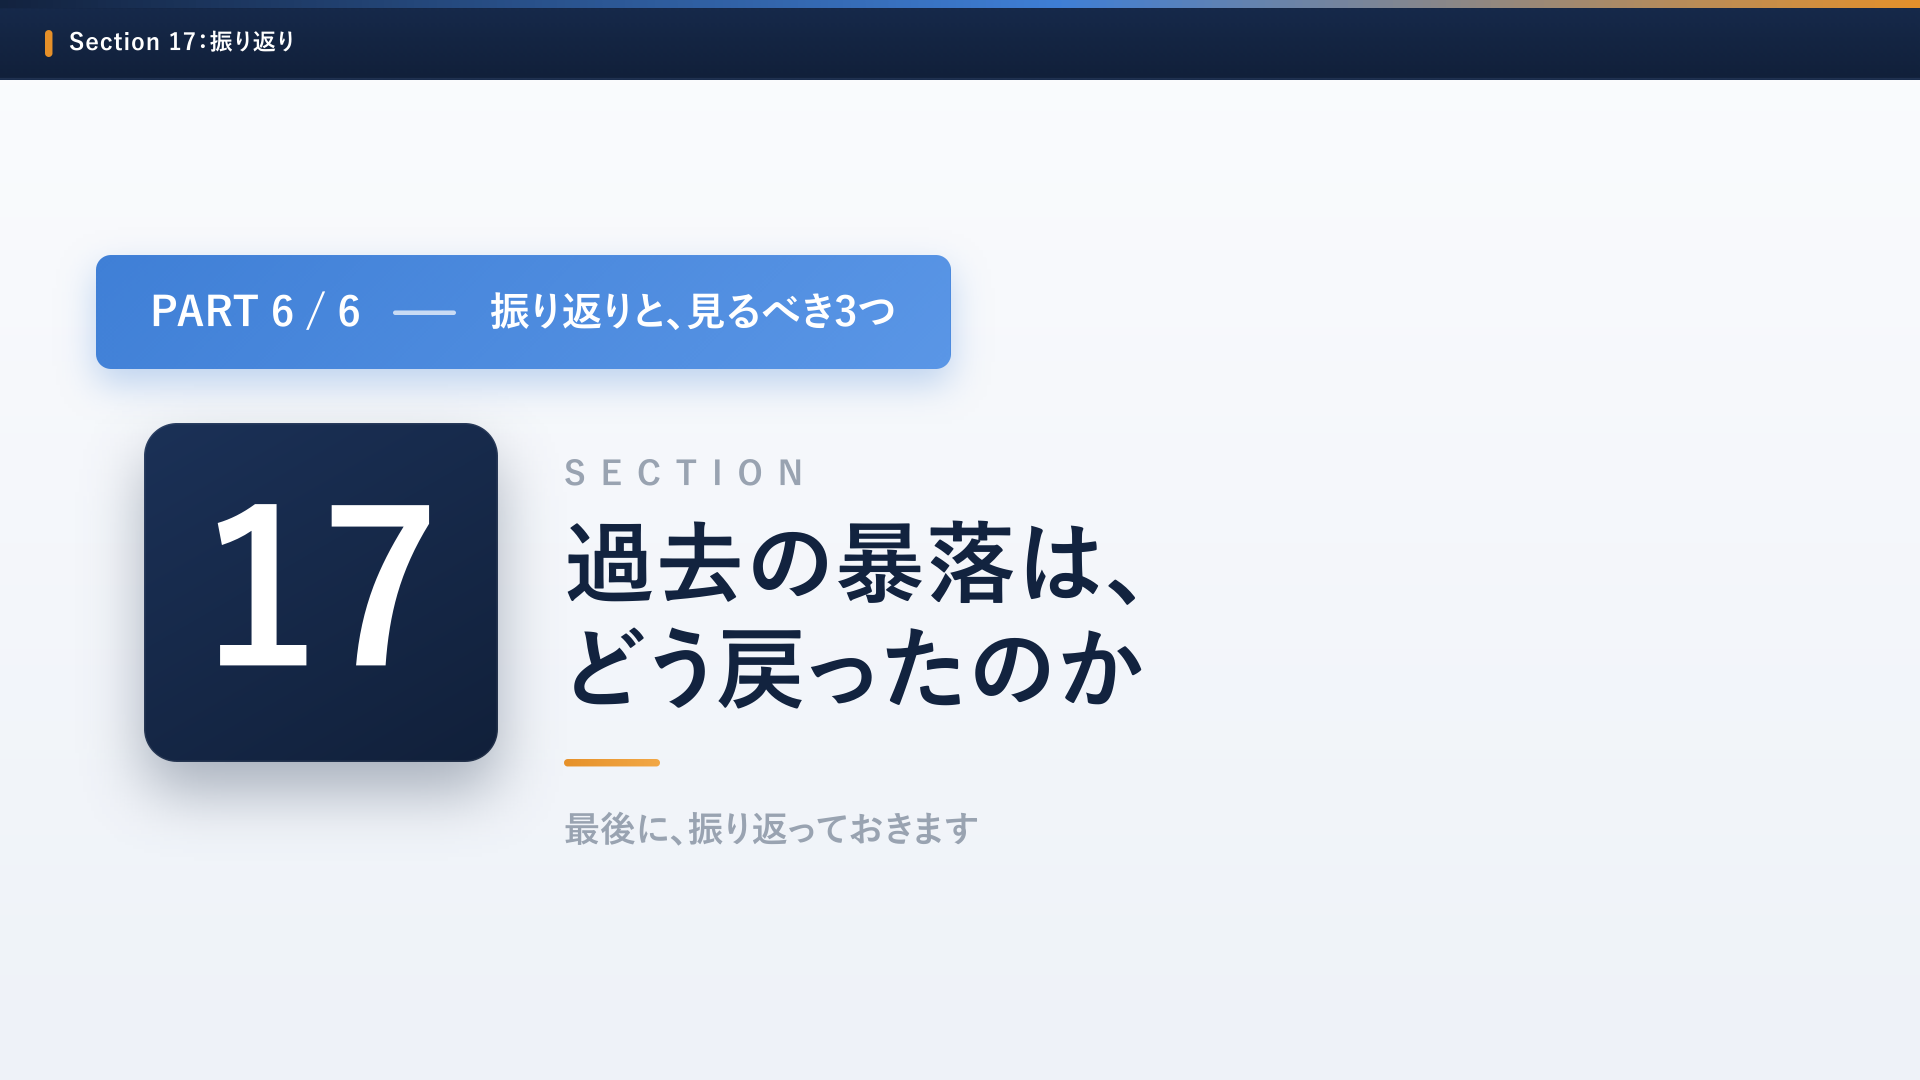 Section 17：振り返り
PART 6 / 6 — 振り返りと、見るべき3つ
17
SECTION
過去の暴落は、
どう戻ったのか
最後に、振り返っておきます